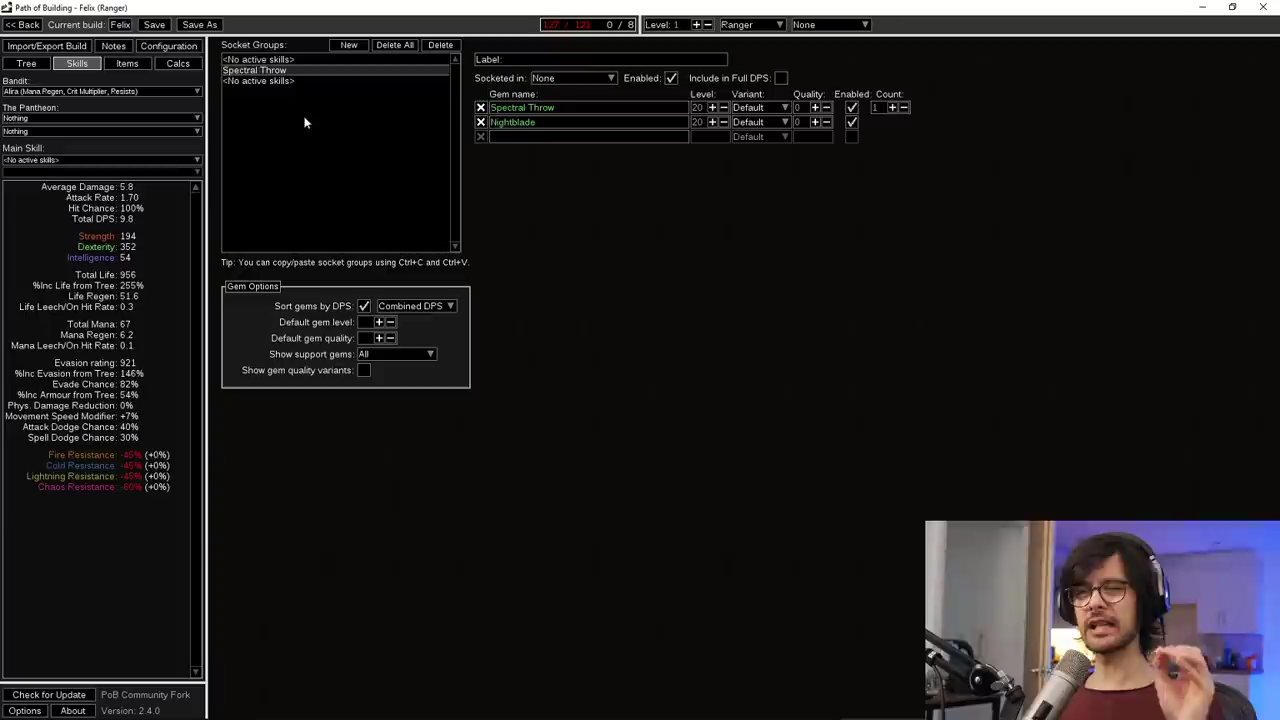 Path of Building - Felix (Ranger)
<< Back Current build: Felix Save Save As 127 / 121 0 / 8 Level: 1 + − Ranger None
Import/Export Build Notes Configuration
Tree Skills Items Calcs
Bandit:
Alira (Mana Regen, Crit Multiplier, Resists)
The Pantheon:
Nothing
Nothing
Main Skill:
<No active skills>
Average Damage: 5.8
Attack Rate: 1.70
Hit Chance: 100%
Total DPS: 9.8
Strength: 194
Dexterity: 352
Intelligence: 54
Total Life: 956
%Inc Life from Tree: 255%
Life Regen: 51.6
Life Leech/On Hit Rate: 0.3
Total Mana: 67
Mana Regen: 6.2
Mana Leech/On Hit Rate: 0.1
Evasion rating: 921
%Inc Evasion from Tree: 146%
Evade Chance: 82%
%Inc Armour from Tree: 54%
Phys. Damage Reduction: 0%
Movement Speed Modifier: +7%
Attack Dodge Chance: 40%
Spell Dodge Chance: 30%
Fire Resistance: -45% (+0%)
Cold Resistance: -45% (+0%)
Lightning Resistance: -45% (+0%)
Chaos Resistance: -60% (+0%)
Check for Update PoB Community Fork
Options About Version: 2.4.0
Socket Groups: New Delete All Delete
<No active skills>
Spectral Throw
<No active skills>
Tip: You can copy/paste socket groups using Ctrl+C and Ctrl+V.
Gem Options
Sort gems by DPS: Combined DPS
Default gem level: + −
Default gem quality: + −
Show support gems: All
Show gem quality variants:
Label:
Socketed in: None Enabled: Include in Full DPS:
Gem name: Level: Variant: Quality: Enabled: Count:
Spectral Throw 20 + − Default 0 + − 1 + −
Nightblade 20 + − Default 0 + −
Default